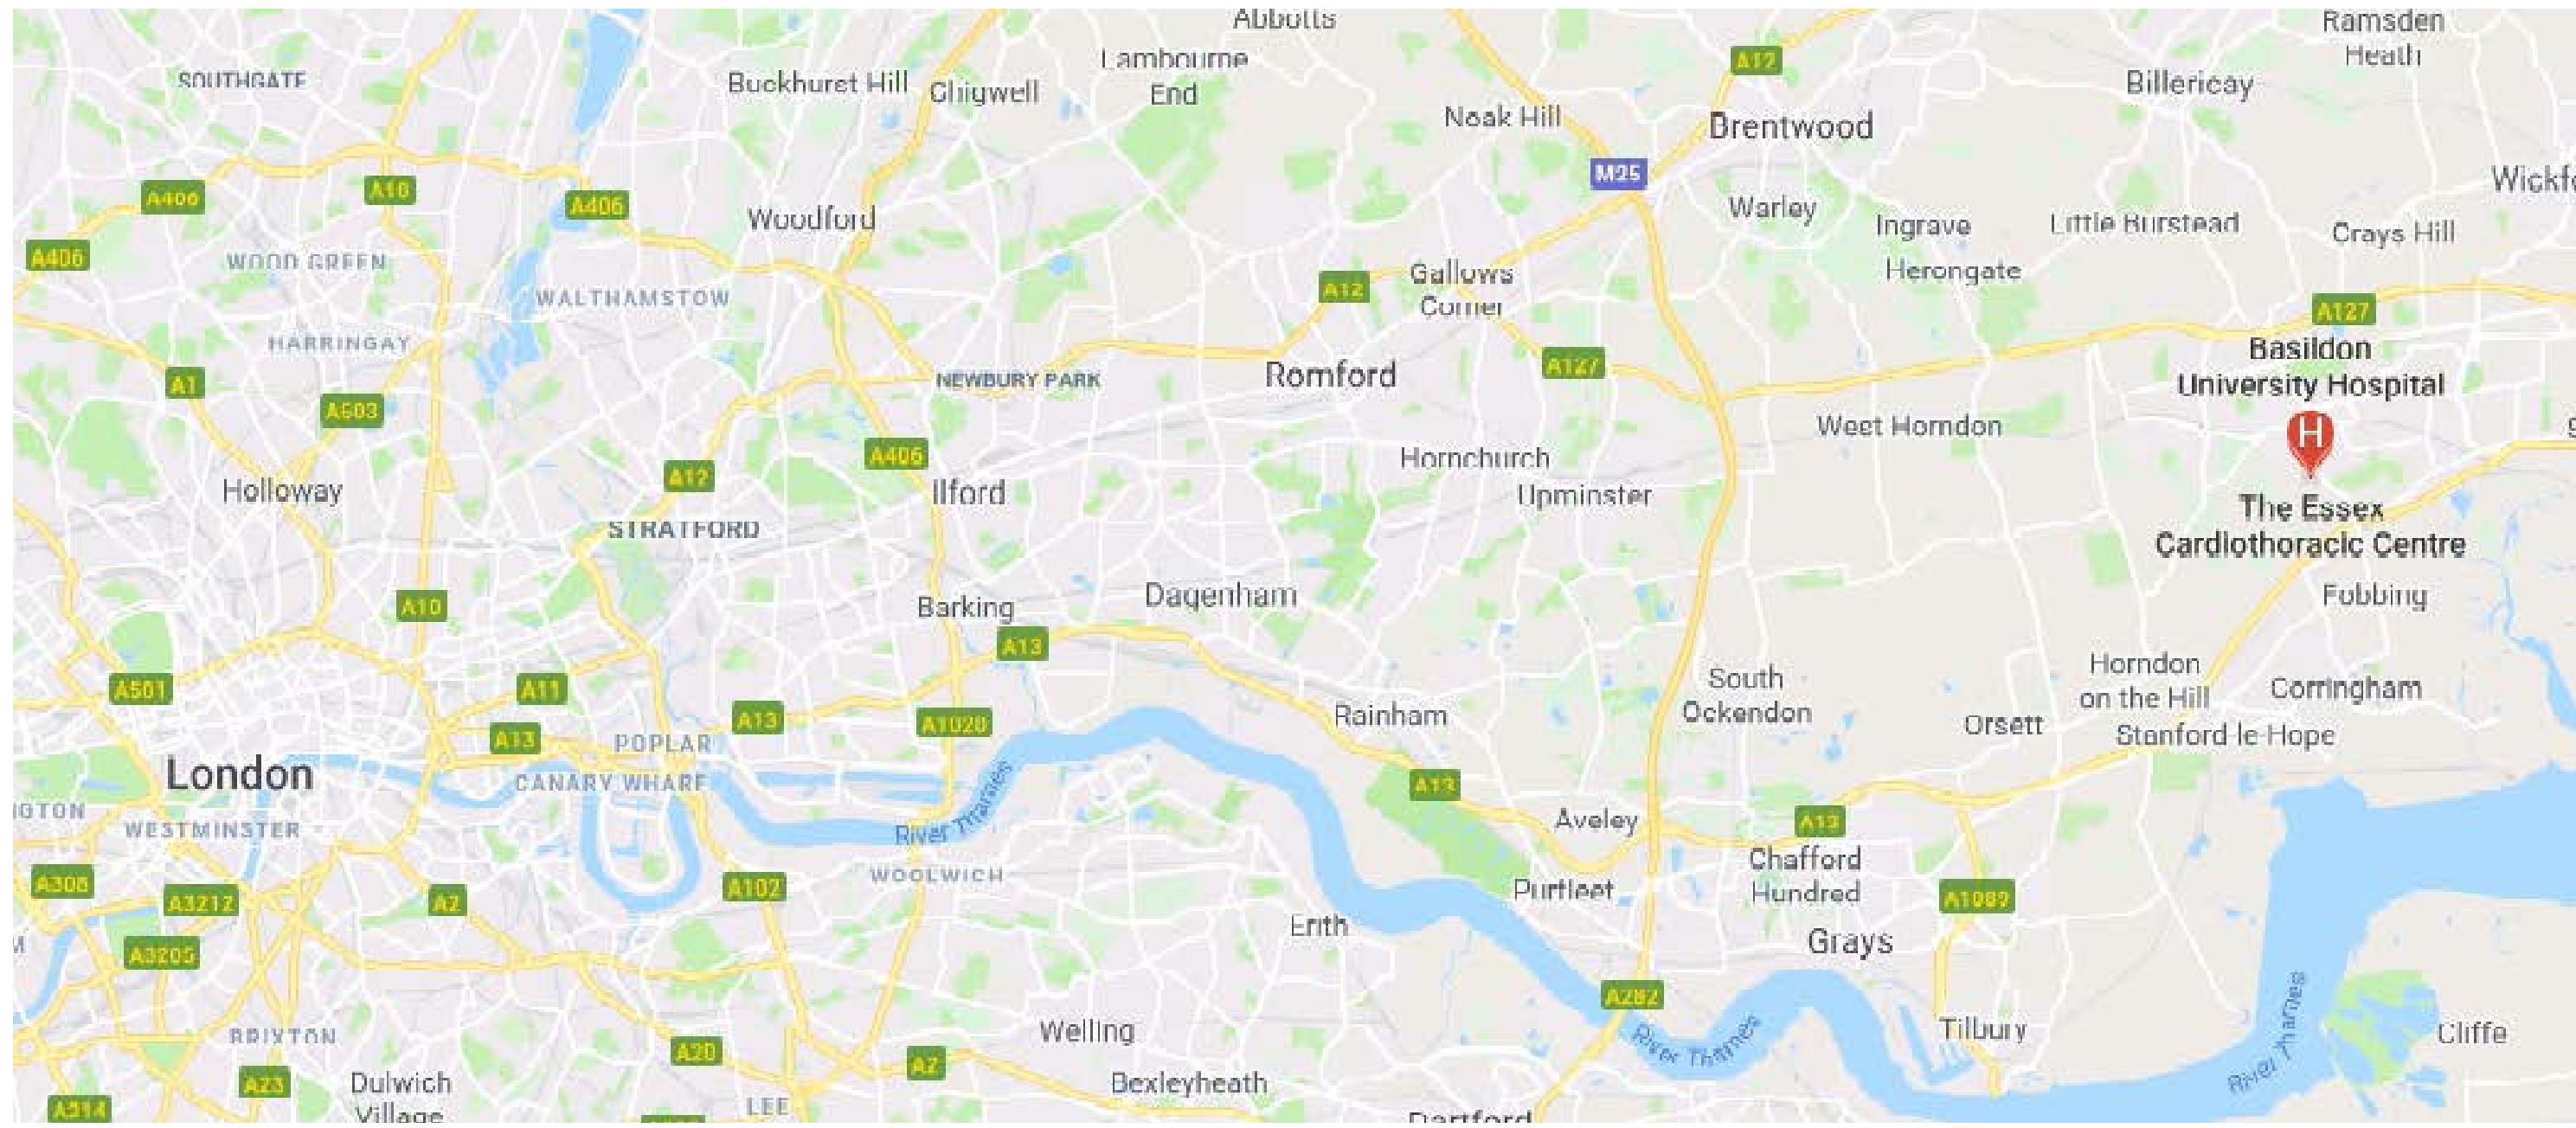 Abbotts
Ramsden
Heath
SOUTHGATE
Buckhurst Hill
Chigwell
Lambourne
End
A12
Billericay
Noak Hill
Brentwood
M25
A406
A10
A406
Woodford
Warley
Ingrave
Little Burstead
Crays Hill
A406
WOOD GREEN
WALTHAMSTOW
A12
Gallows
Corner
Herongate
A127
HARRINGAY
A1
A503
NEWBURY PARK
Romford
A127
Basildon
University Hospital
H
West Horndon
A406
Hornchurch
Holloway
A12
Ilford
Upminster
The Essex
Cardiothoracic Centre
STRATFORD
A10
Barking
Dagenham
Fobbing
A13
A501
A11
A13
A1020
Rainham
South
Ockendon
Orsett
Horndon
on the Hill
Corringham
Stanford-le-Hope
A13
POPLAR
London
CANARY WHARF
River Thames
A13
Aveley
A13
WESTMINSTER
WOOLWICH
Chafford
Hundred
A308
A3212
A2
A102
Purfleet
A1089
Erith
Grays
A3205
A282
River Thames
River Thames
BRIXTON
Welling
Tilbury
Cliffe
A20
A2
A23
Dulwich
Village
Bexleyheath
LEE
Dartford